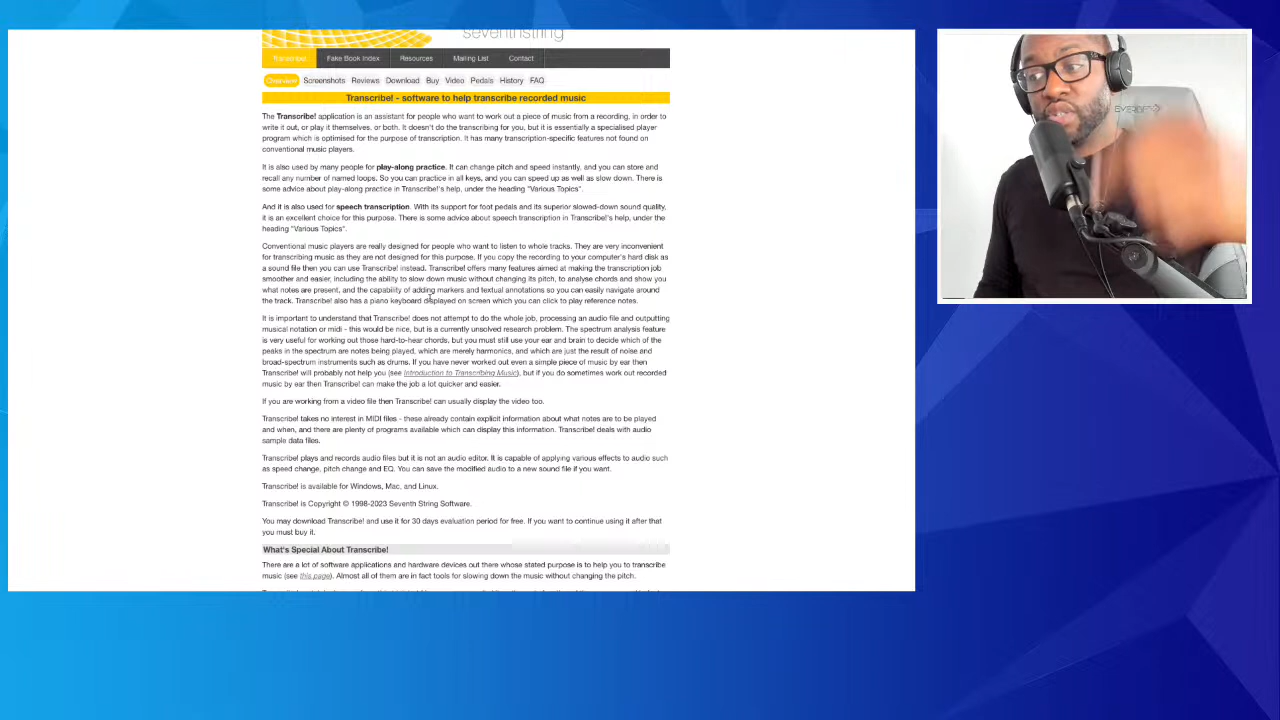 seventhstring
Transcribe! Fake Book Index Resources Mailing List Contact
Overview Screenshots Reviews Download Buy Video Pedals History FAQ
Transcribe! - software to help transcribe recorded music
The Transcribe! application is an assistant for people who want to work out a piece of music from a recording, in order to
write it out, or play it themselves, or both. It doesn't do the transcribing for you, but it is essentially a specialised player
program which is optimised for the purpose of transcription. It has many transcription-specific features not found on
conventional music players.
It is also used by many people for play-along practice. It can change pitch and speed instantly, and you can store and
recall any number of named loops. So you can practice in all keys, and you can speed up as well as slow down. There is
some advice about play-along practice in Transcribe!'s help, under the heading "Various Topics".
And it is also used for speech transcription. With its support for foot pedals and its superior slowed-down sound quality,
it is an excellent choice for this purpose. There is some advice about speech transcription in Transcribe!'s help, under the
heading "Various Topics".
Conventional music players are really designed for people who want to listen to whole tracks. They are very inconvenient
for transcribing music as they are not designed for this purpose. If you copy the recording to your computer's hard disk as
a sound file then you can use Transcribe! instead. Transcribe! offers many features aimed at making the transcription job
smoother and easier, including the ability to slow down music without changing its pitch, to analyse chords and show you
what notes are present, and the capability of adding markers and textual annotations so you can easily navigate around
the track. Transcribe! also has a piano keyboard displayed on screen which you can click to play reference notes.
It is important to understand that Transcribe! does not attempt to do the whole job, processing an audio file and outputting
musical notation or midi - this would be nice, but is a currently unsolved research problem. The spectrum analysis feature
is very useful for working out those hard-to-hear chords, but you must still use your ear and brain to decide which of the
peaks in the spectrum are notes being played, which are merely harmonics, and which are just the result of noise and
broad-spectrum instruments such as drums. If you have never worked out even a simple piece of music by ear then
Transcribe! will probably not help you (see Introduction to Transcribing Music), but if you do sometimes work out recorded
music by ear then Transcribe! can make the job a lot quicker and easier.
If you are working from a video file then Transcribe! can usually display the video too.
Transcribe! takes no interest in MIDI files - these already contain explicit information about what notes are to be played
and when, and there are plenty of programs available which can display this information. Transcribe! deals with audio
sample data files.
Transcribe! plays and records audio files but it is not an audio editor. It is capable of applying various effects to audio such
as speed change, pitch change and EQ. You can save the modified audio to a new sound file if you want.
Transcribe! is available for Windows, Mac, and Linux.
Transcribe! is Copyright © 1998-2023 Seventh String Software.
You may download Transcribe! and use it for 30 days evaluation period for free. If you want to continue using it after that
you must buy it.
What's Special About Transcribe!
There are a lot of software applications and hardware devices out there whose stated purpose is to help you to transcribe
music (see this page). Almost all of them are in fact tools for slowing down the music without changing the pitch.